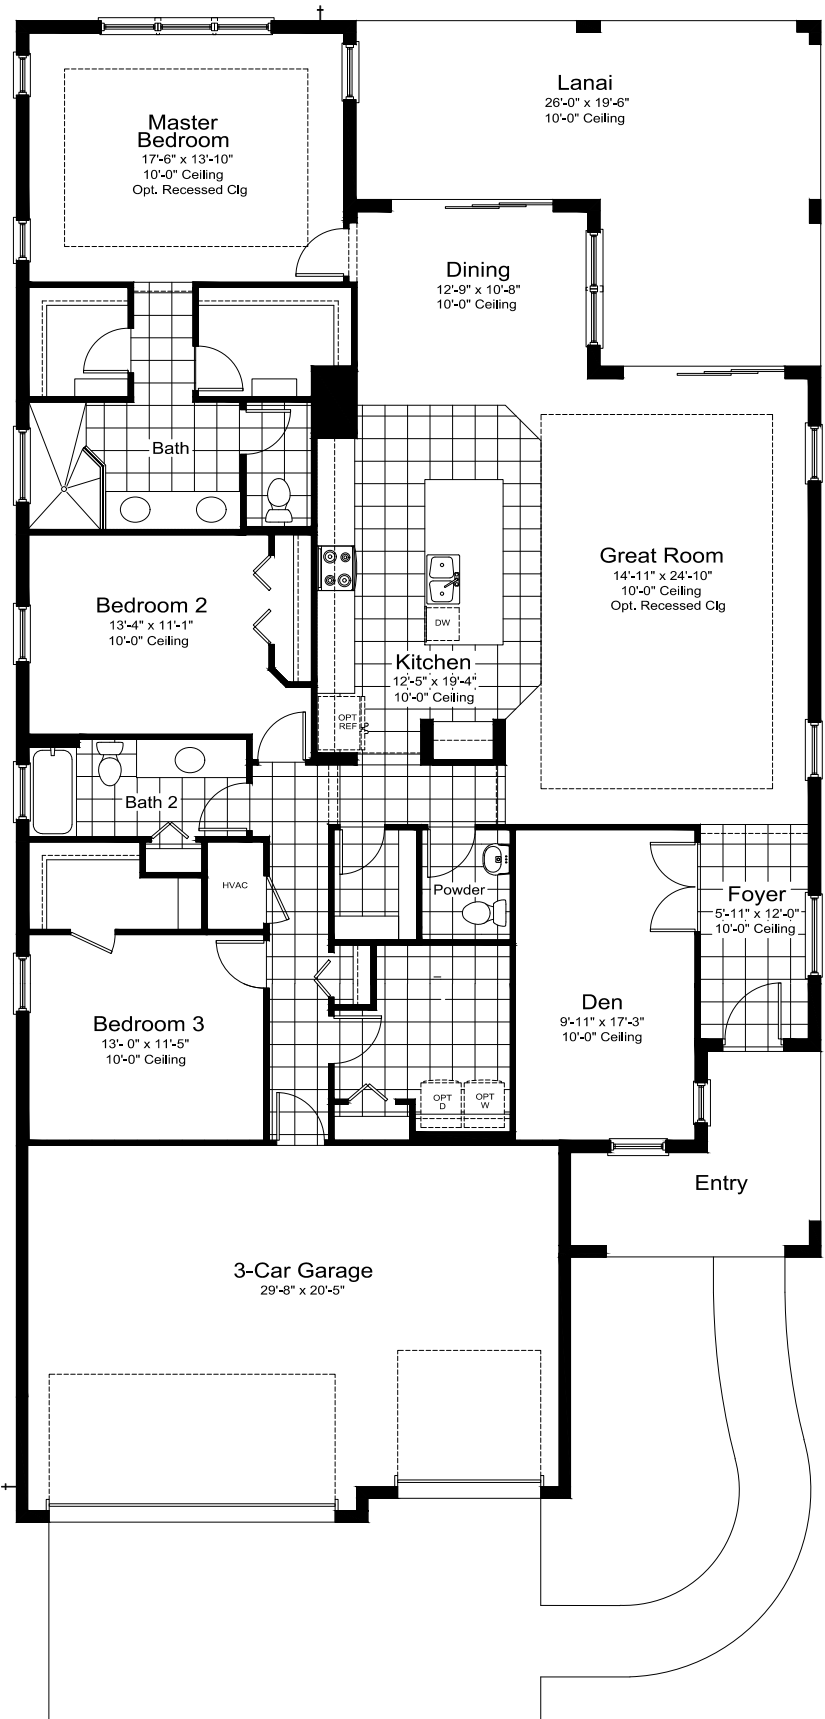 Lanai
26'-0" x 19'-6"
10'-0" Ceiling
Master
Bedroom
17'-6" x 13'-10"
10'-0" Ceiling
Opt. Recessed Clg
Dining
12'-9" x 10'-8"
10'-0" Ceiling
Bath
Great Room
14'-11" x 24'-10"
10'-0" Ceiling
Opt. Recessed Clg
Bedroom 2
13'-4" x 11'-1"
10'-0" Ceiling
DW
Kitchen
12'-5" x 19'-4"
10'-0" Ceiling
OPT
REF
Bath 2
HVAC
Powder
Foyer
5'-11" x 12'-0"
10'-0" Ceiling
Den
9'-11" x 17'-3"
10'-0" Ceiling
Bedroom 3
13'- 0" x 11'-5"
10'-0" Ceiling
OPT
D
OPT
W
Entry
3-Car Garage
29'-8" x 20'-5"